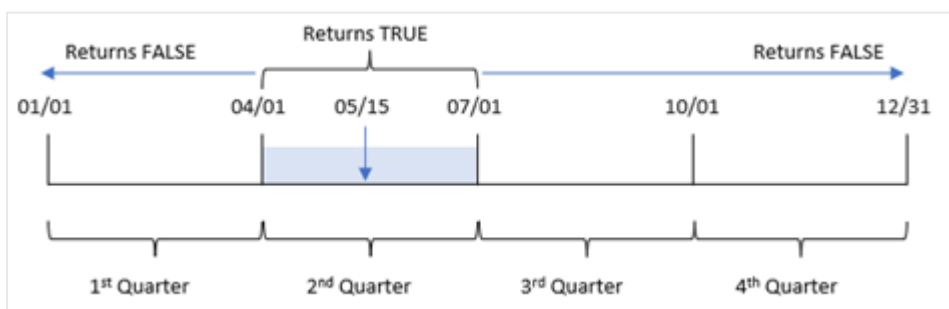 Returns TRUE
Returns FALSE
Returns FALSE
01/01
04/01
05/15
07/01
10/01
12/31
1st Quarter
2nd Quarter
3rd Quarter
4th Quarter